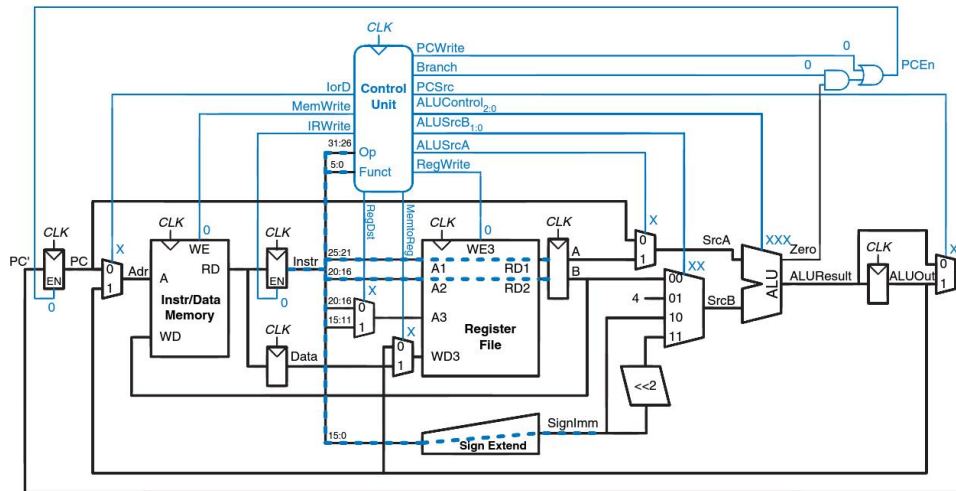 CLK
PCWrite
0
Branch
0
PCEn
IorD
Control
Unit
PCSrc
MemWrite
ALUControl2:0
IRWrite
ALUSrcB1:0
31:26
Op
ALUSrcA
5:0
Funct
RegWrite
RegDst
MemtoReg
CLK
CLK
CLK
CLK
CLK
CLK
X
0
0
X
XXX
X
PC'
PC
EN
0
0
1
Adr
A
WE
RD
Instr/Data
Memory
WD
EN
0
Instr
25:21
20:16
20:16
15:11
X
0
1
A1
A2
A3
WD3
WE3
RD1
RD2
Register
File
A
B
0
1
SrcA
XX
00
4
01
10
11
SrcB
ALU
Zero
ALUResult
ALUOut
0
1
CLK
Data
X
0
1
<<2
15:0
Sign Extend
SignImm